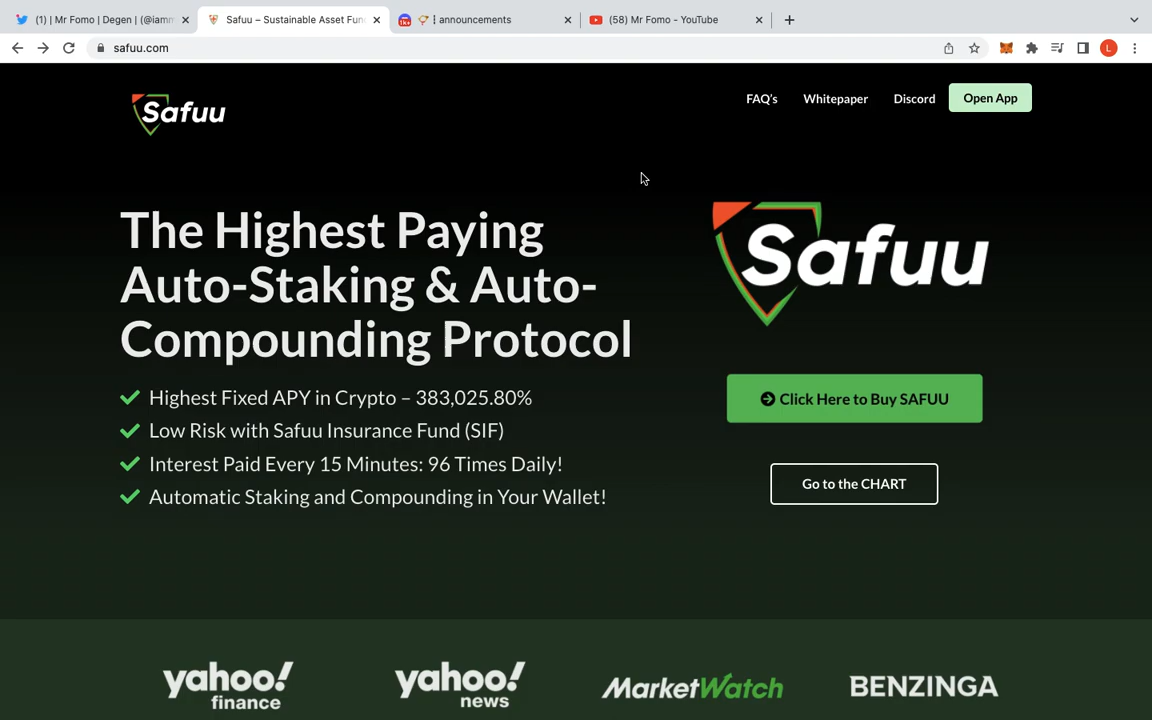 (1) | Mr Fomo | Degen | (@iamm
Safuu – Sustainable Asset Fun
1k+
announcements
(58) Mr Fomo - YouTube
safuu.com
L
Safuu
FAQ's
Whitepaper
Discord
Open App
The Highest Paying
Auto-Staking & Auto-
Compounding Protocol
Safuu
Highest Fixed APY in Crypto – 383,025.80%
Low Risk with Safuu Insurance Fund (SIF)
Interest Paid Every 15 Minutes: 96 Times Daily!
Automatic Staking and Compounding in Your Wallet!
Click Here to Buy SAFUU
Go to the CHART
yahoo!
finance
yahoo!
news
MarketWatch
BENZINGA